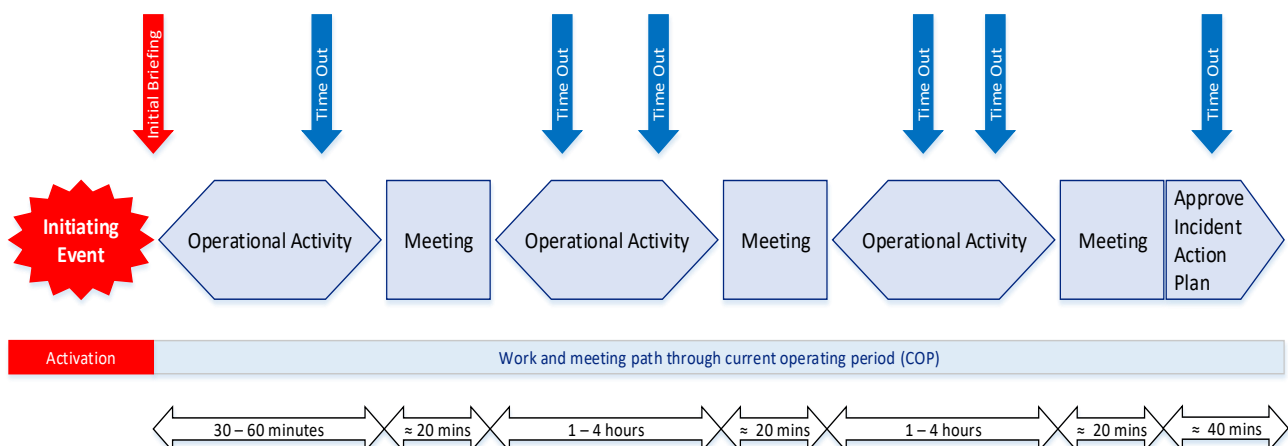 Initial Briefing
Time Out
Time Out
Time Out
Time Out
Time Out
Time Out
Initiating
Event
Operational Activity
Meeting
Operational Activity
Meeting
Operational Activity
Meeting
Approve
Incident
Action
Plan
Activation
Work and meeting path through current operating period (COP)
30 – 60 minutes
≈ 20 mins
1 – 4 hours
≈ 20 mins
1 – 4 hours
≈ 20 mins
≈ 40 mins